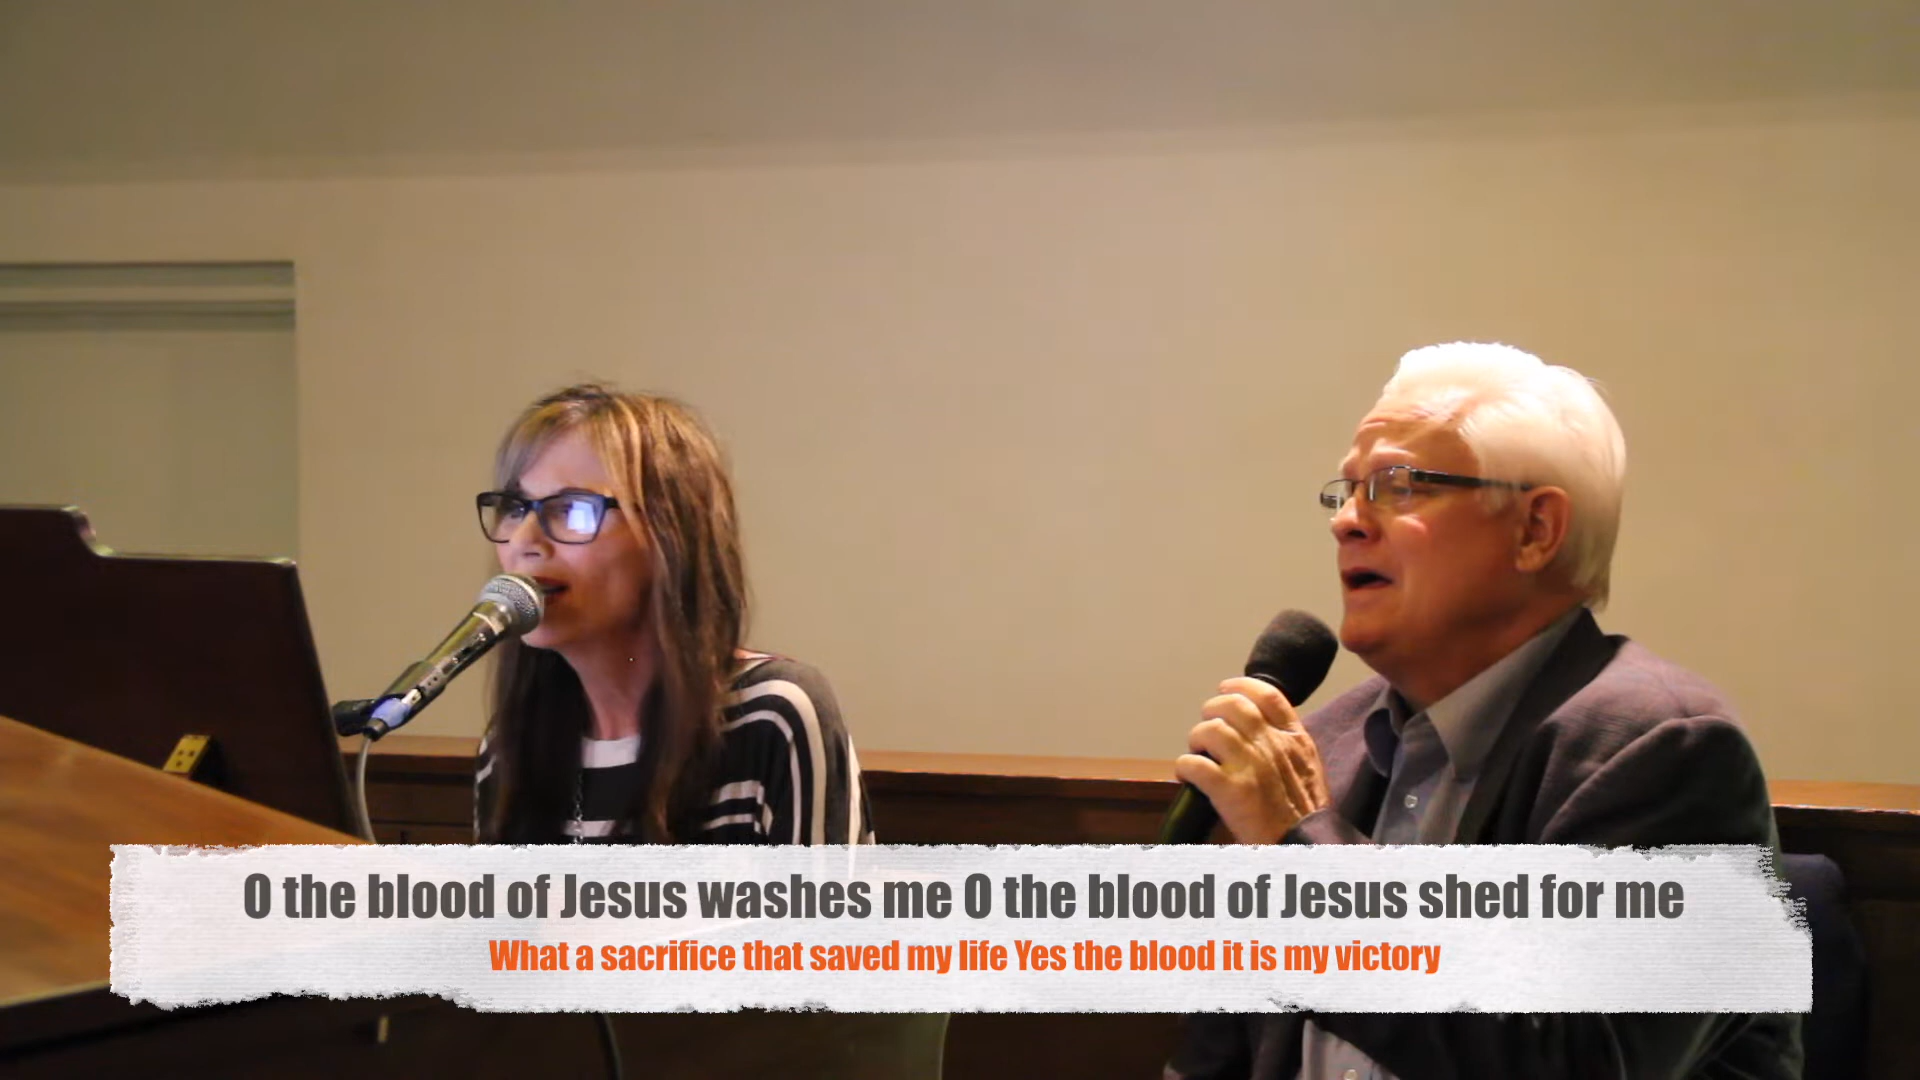 O the blood of Jesus washes me O the blood of Jesus shed for me
What a sacrifice that saved my life Yes the blood it is my victory